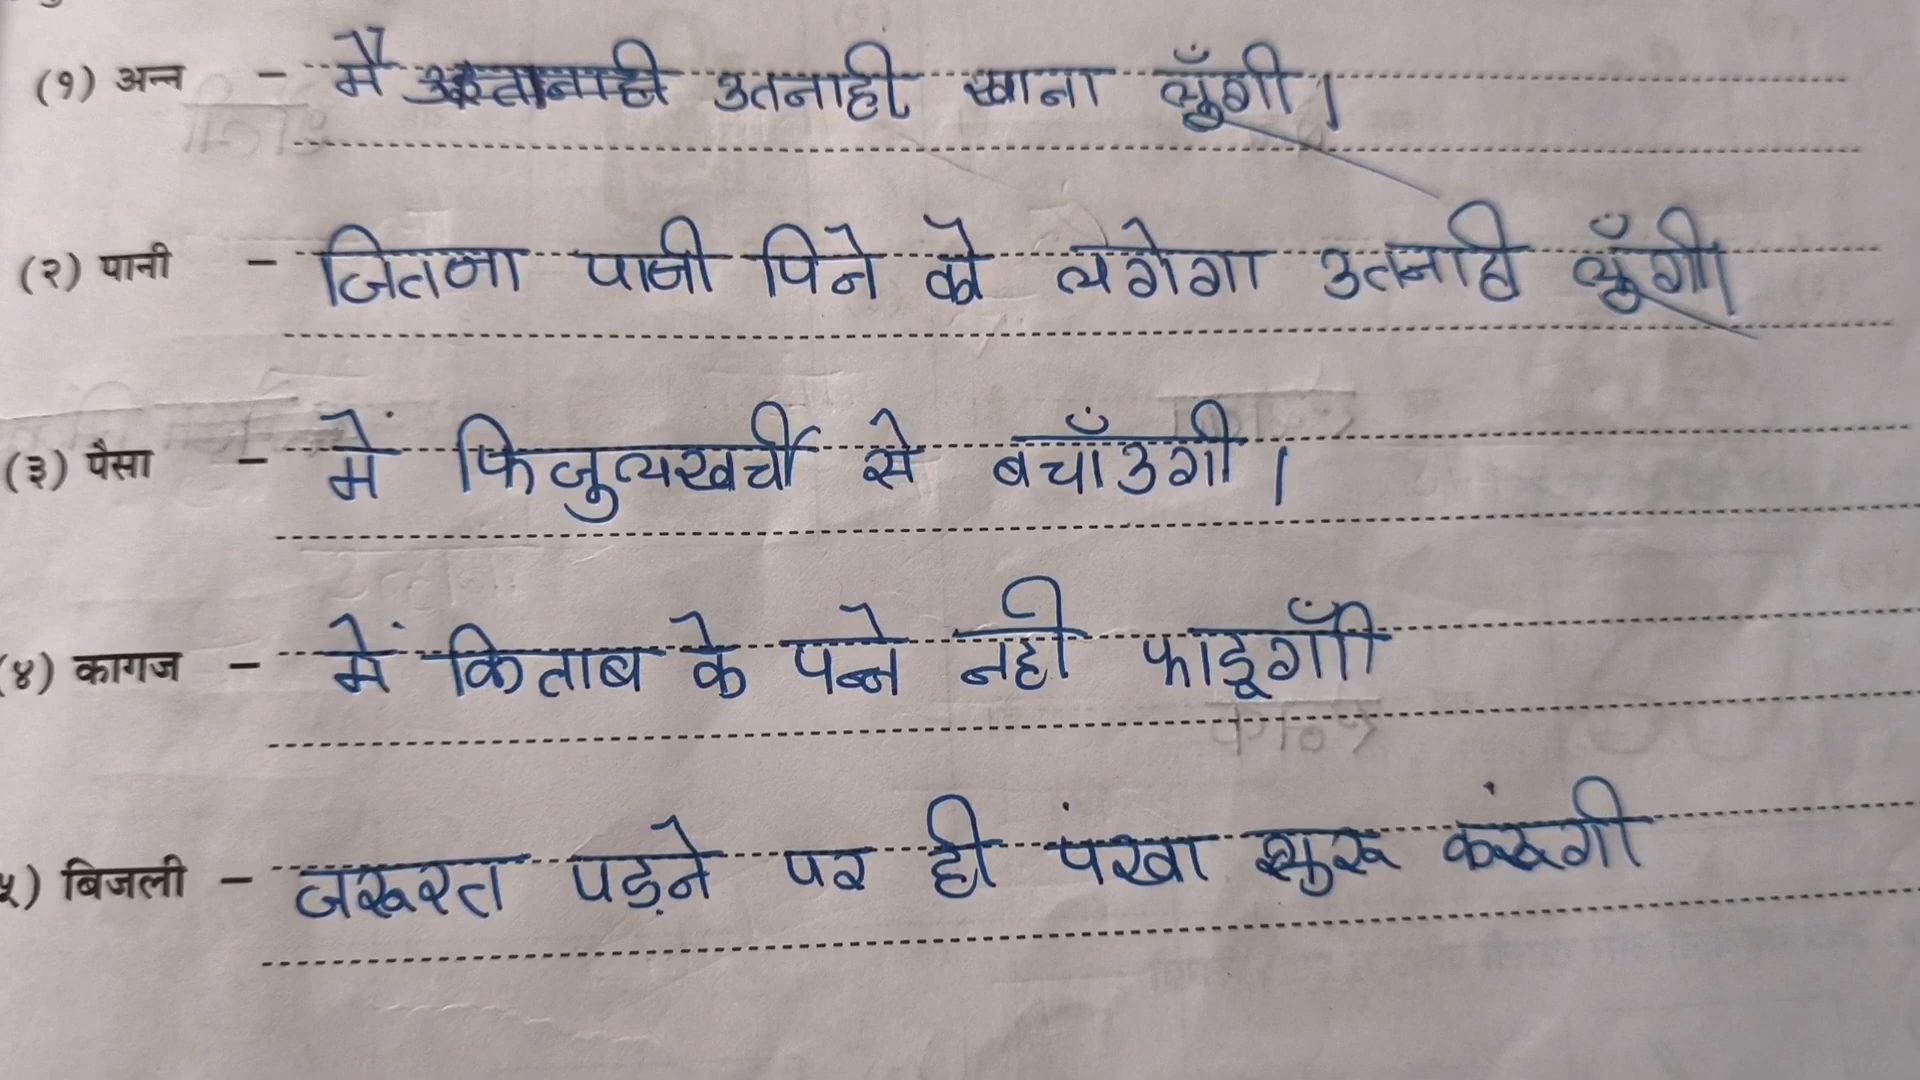 (१) अन्न - मै उतनाही खाना लूँगी।
(२) पानी - जितना पानी पिने को लगेगा उतनाही लूँगी।
(३) पैसा - में फिजुलखर्ची से बचाँउगी।
(४) कागज - में किताब के पन्ने नही फाडूगाँी
५) बिजली - जरूरत पड़ने पर ही पंखा शुरू करूंगी